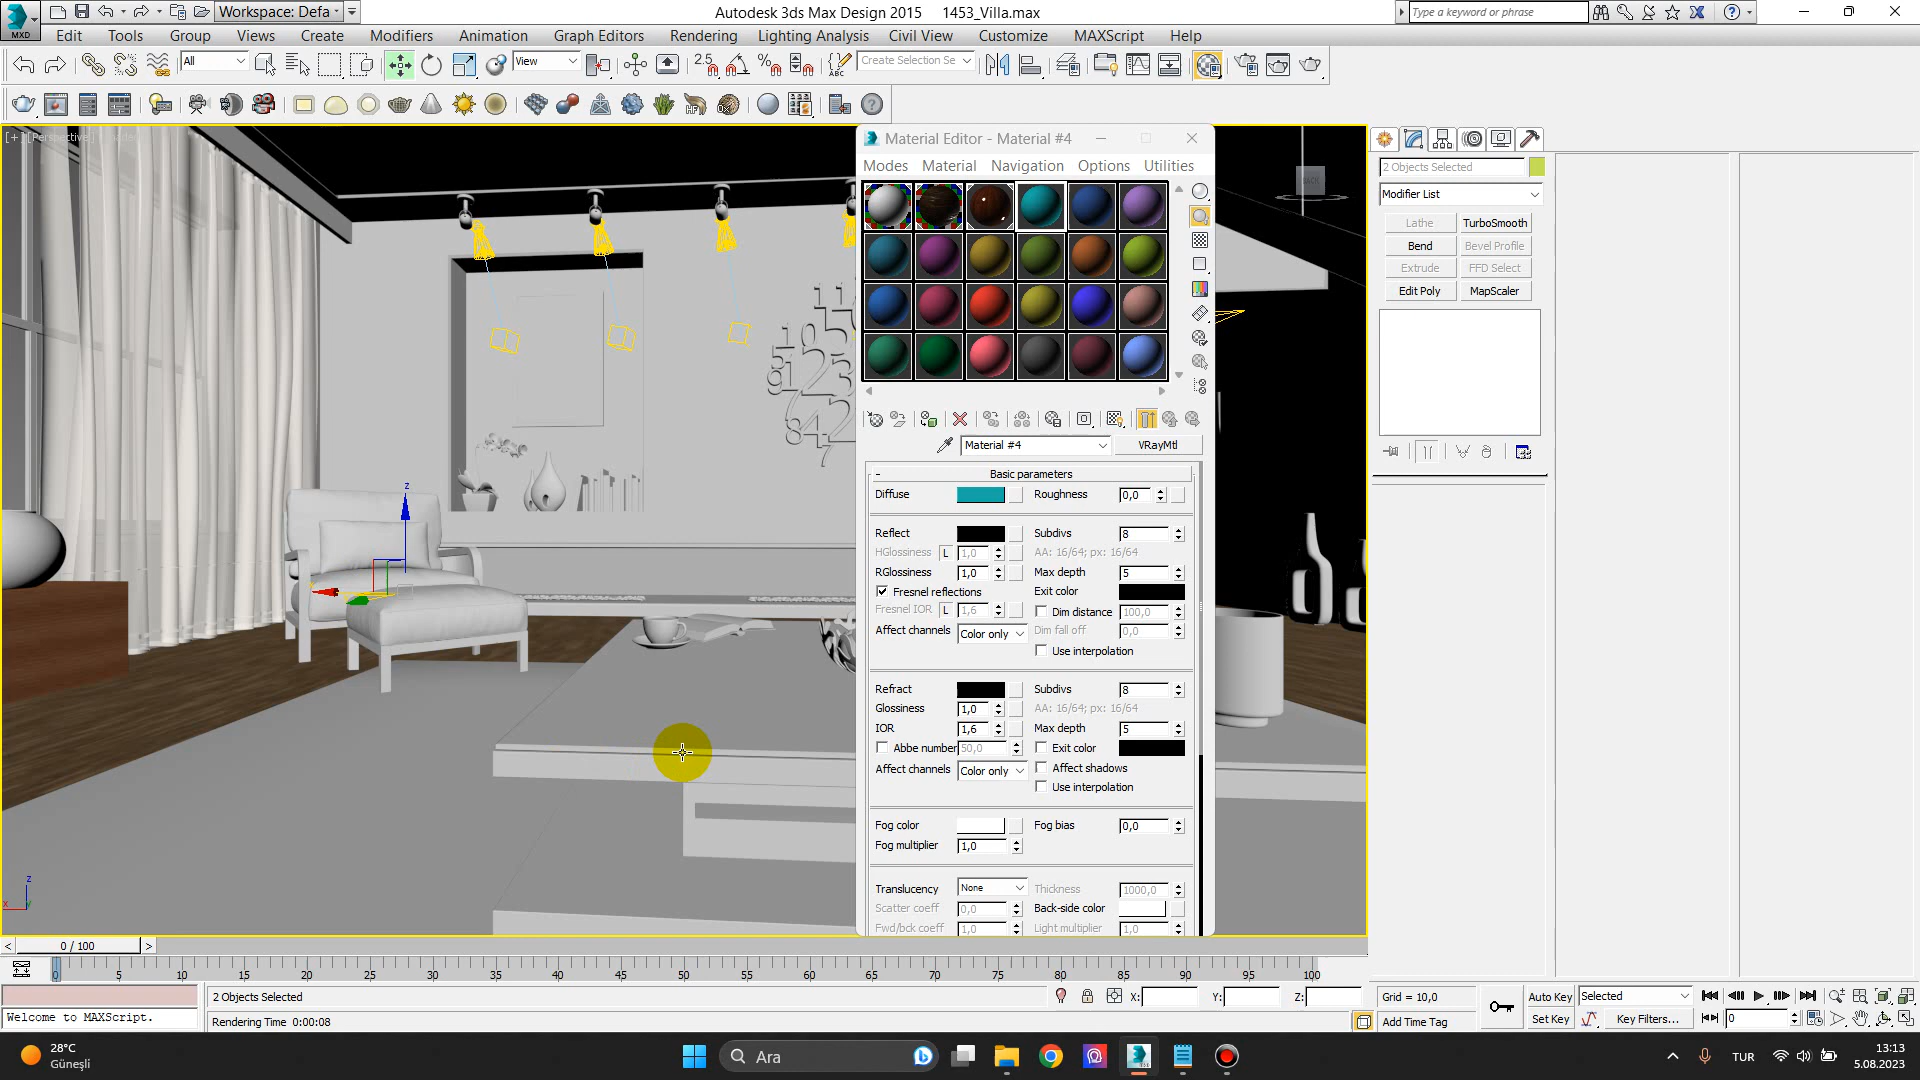 Workspace: Defa
Autodesk 3ds Max Design 2015 1453_Villa.max
Type a keyword or phrase
MXD
Edit Tools Group Views Create Modifiers Animation Graph Editors Rendering Lighting Analysis Civil View Customize MAXScript Help
All
View
2.5
Create Selection Se
[+][Perspective]
Material Editor - Material #4
Modes Material Navigation Options Utilities
Material #4
VRayMtl
- Basic parameters
Diffuse
Roughness 0,0
Reflect
Subdivs 8
HGlossiness L 1,0
AA: 16/64; px: 16/64
RGlossiness 1,0
Max depth 5
Fresnel reflections
Exit color
Fresnel IOR L 1,6
Dim distance 100,0
Affect channels Color only
Dim fall off 0,0
Use interpolation
Refract
Subdivs 8
Glossiness 1,0
AA: 16/64; px: 16/64
IOR 1,6
Max depth 5
Abbe number 50,0
Exit color
Affect channels Color only
Affect shadows
Use interpolation
Fog color
Fog bias 0,0
Fog multiplier 1,0
Translucency None
Thickness 1000,0
Scatter coeff 0,0
Back-side color
Fwd/bck coeff 1,0
Light multiplier 1,0
2 Objects Selected
Modifier List
Lathe TurboSmooth
Bend Bevel Profile
Extrude FFD Select
Edit Poly MapScaler
BACK
z
z
x
y
< 0 / 100 >
0 5 10 15 20 25 30 35 40 45 50 55 60 65 70 75 80 85 90 95 100
2 Objects Selected
X: Y: Z:
Grid = 10,0
Auto Key
Selected
Welcome to MAXScript.
Rendering Time 0:00:08
Add Time Tag
Set Key
Key Filters...
0
28°C
Güneşli
Ara
TUR
13:13
5.08.2023